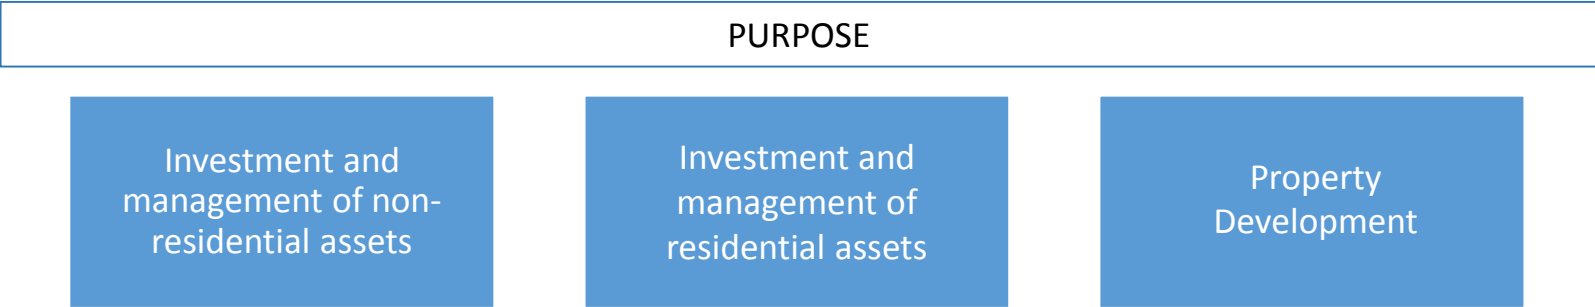 PURPOSE
Investment and
management of non-
residential assets
Investment and
management of
residential assets
Property
Development